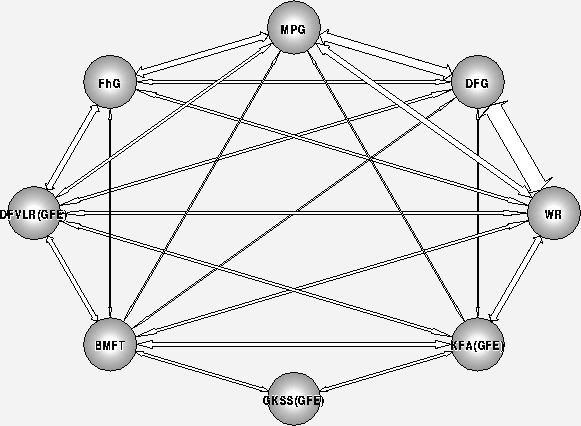 MPG
FhG
DFG
DFVLR(GFE)
WR
BMFT
KFA(GFE)
GKSS(GFE)